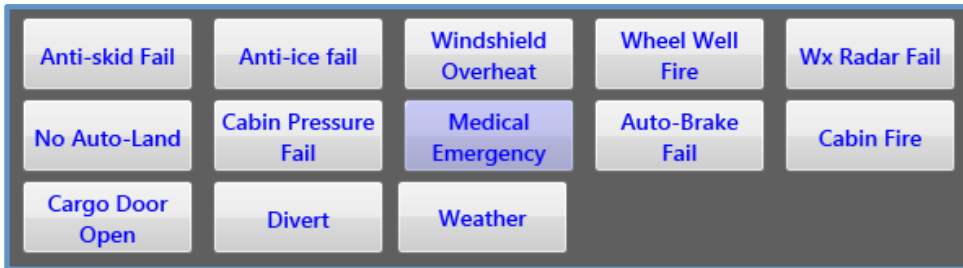 Anti-skid Fail
Anti-ice fail
Windshield
Overheat
Wheel Well
Fire
Wx Radar Fail
No Auto-Land
Cabin Pressure
Fail
Medical
Emergency
Auto-Brake
Fail
Cabin Fire
Cargo Door
Open
Divert
Weather